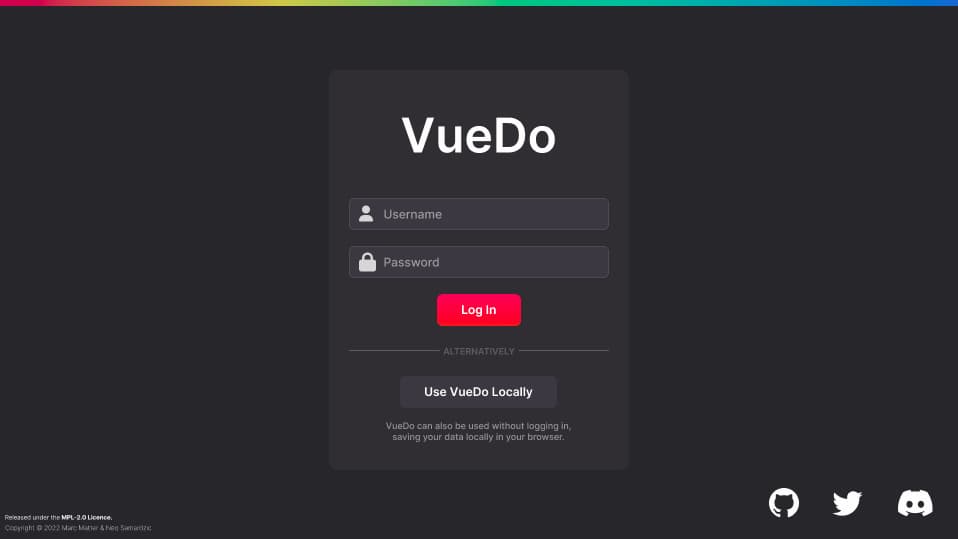 VueDo
Username
Password
Log In
ALTERNATIVELY
Use VueDo Locally
VueDo can also be used without logging in,
saving your data locally in your browser.
Released under the MPL-2.0 Licence.
Copyright © 2022 Marc Matter & Neo